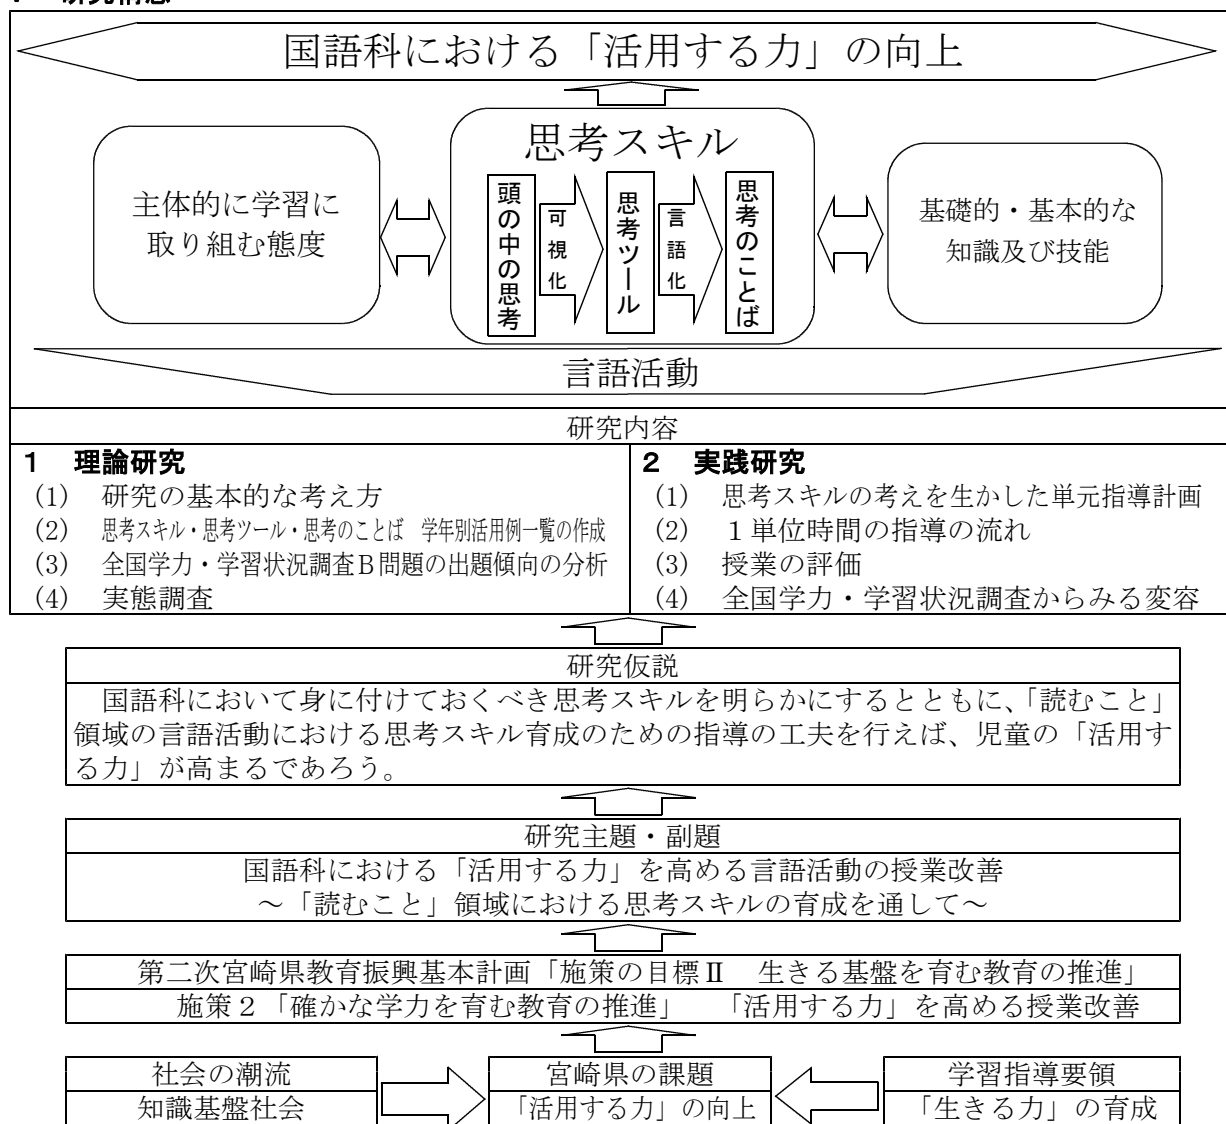 国語科における「活用する力」の向上
思考スキル
主体的に学習に
取り組む態度
頭の中の思考
可視化
思考ツール
言語化
思考のことば
基礎的・基本的な
知識及び技能
言語活動
研究内容
1 理論研究
(1) 研究の基本的な考え方
(2) 思考スキル・思考ツール・思考のことば 学年別活用例一覧の作成
(3) 全国学力・学習状況調査B問題の出題傾向の分析
(4) 実態調査
2 実践研究
(1) 思考スキルの考えを生かした単元指導計画
(2) 1単位時間の指導の流れ
(3) 授業の評価
(4) 全国学力・学習状況調査からみる変容
研究仮説
国語科において身に付けておくべき思考スキルを明らかにするとともに、「読むこと」
領域の言語活動における思考スキル育成のための指導の工夫を行えば、児童の「活用す
る力」が高まるであろう。
研究主題・副題
国語科における「活用する力」を高める言語活動の授業改善
~「読むこと」領域における思考スキルの育成を通して~
第二次宮崎県教育振興基本計画「施策の目標Ⅱ 生きる基盤を育む教育の推進」
施策2「確かな学力を育む教育の推進」 「活用する力」を高める授業改善
社会の潮流
知識基盤社会
宮崎県の課題
「活用する力」の向上
学習指導要領
「生きる力」の育成